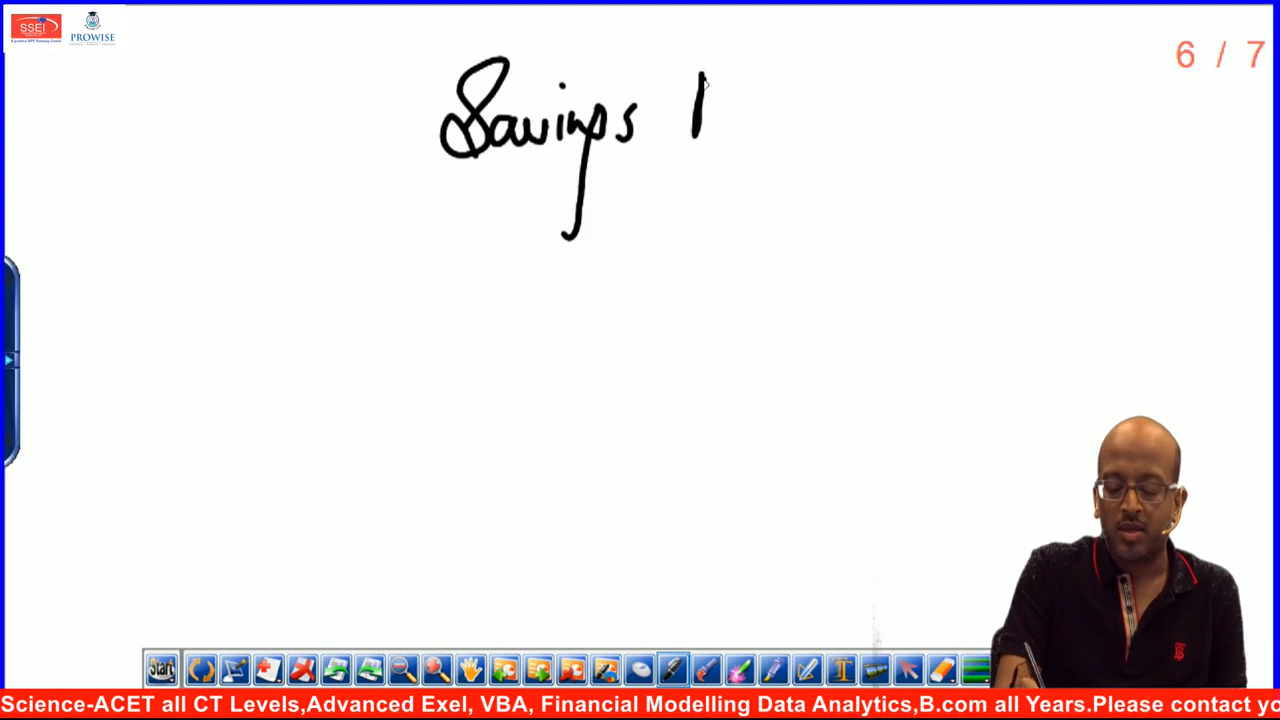 SSEI
PROWISE
6 / 7
Savings
Start
Science-ACET all CT Levels,Advanced Exel, VBA, Financial Modelling Data Analytics,B.com all Years.Please contact yo